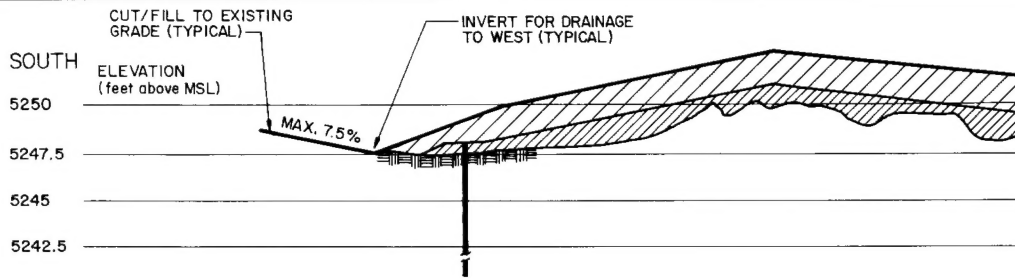 CUT/FILL TO EXISTING
GRADE (TYPICAL)
INVERT FOR DRAINAGE
TO WEST (TYPICAL)
SOUTH
ELEVATION
(feet above MSL)
5250
MAX. 7.5%
5247.5
5245
5242.5